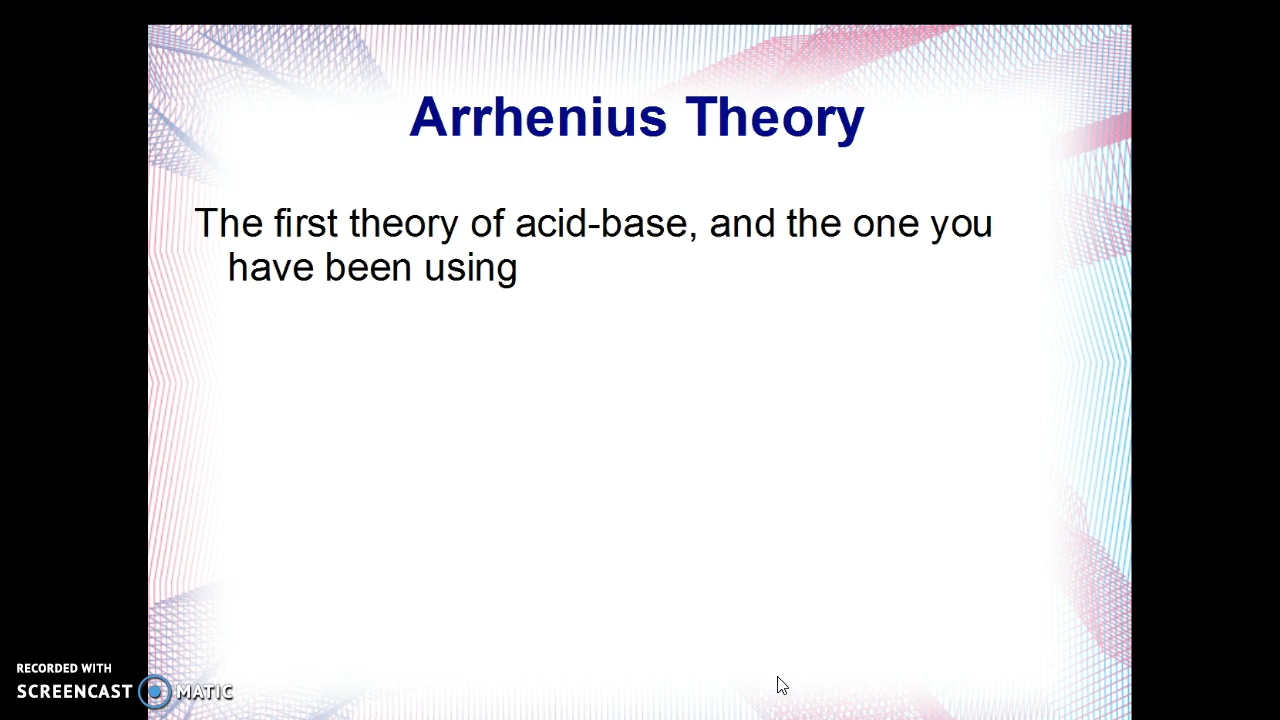 Arrhenius Theory
The first theory of acid-base, and the one you
have been using
RECORDED WITH
SCREENCAST MATIC